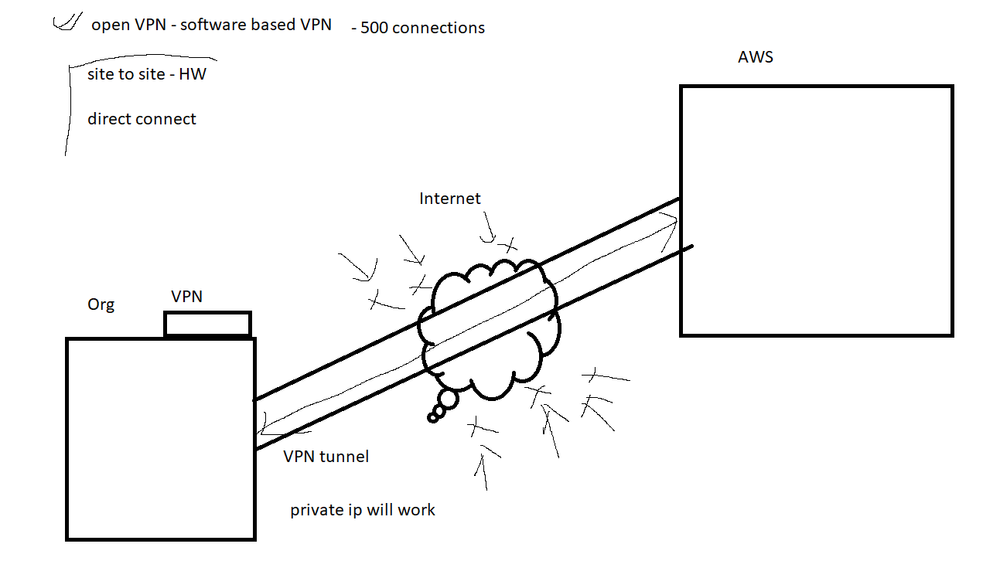 open VPN - software based VPN - 500 connections
AWS
site to site - HW
direct connect
Internet
VPN
Org
VPN tunnel
private ip will work